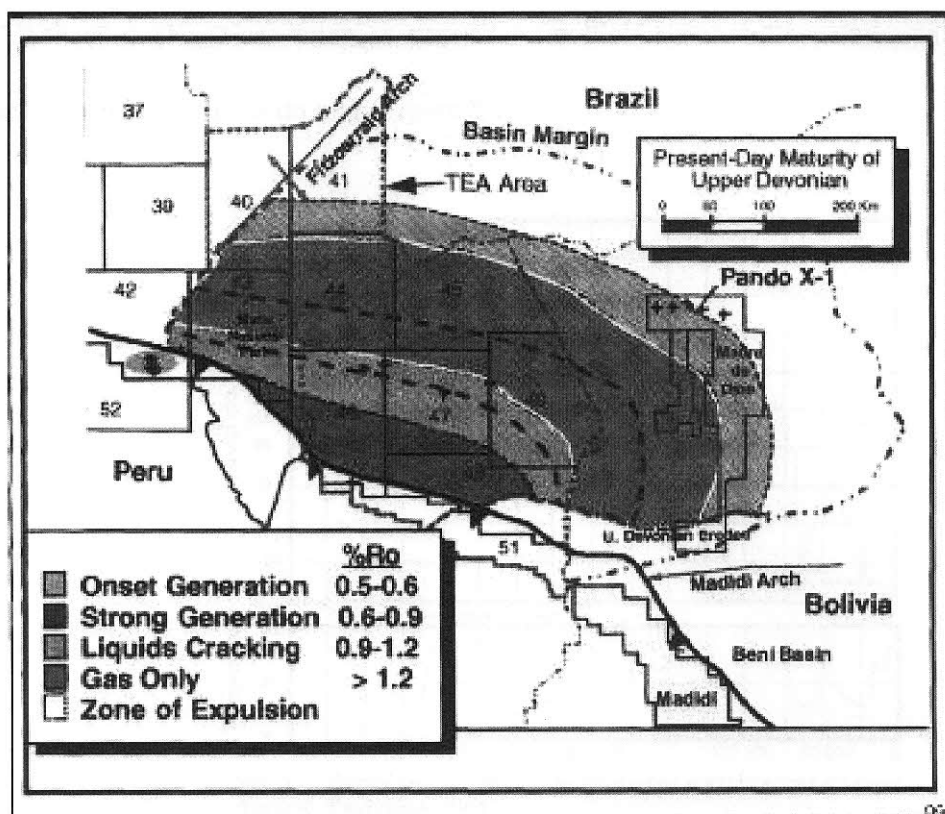 Brazil
37
Basin Margin
Present-Day Maturity of
Upper Devonian
0 50 100 200 Km
Arch
41
TEA Area
39
40
Pando X-1
42
44
Madre
de
Dios
52
47
Peru
U. Devonian Eroded
51
Madidi Arch
Bolivia
Beni Basin
Madidi
%Ro
Onset Generation 0.5-0.6
Strong Generation 0.6-0.9
Liquids Cracking 0.9-1.2
Gas Only > 1.2
Zone of Expulsion